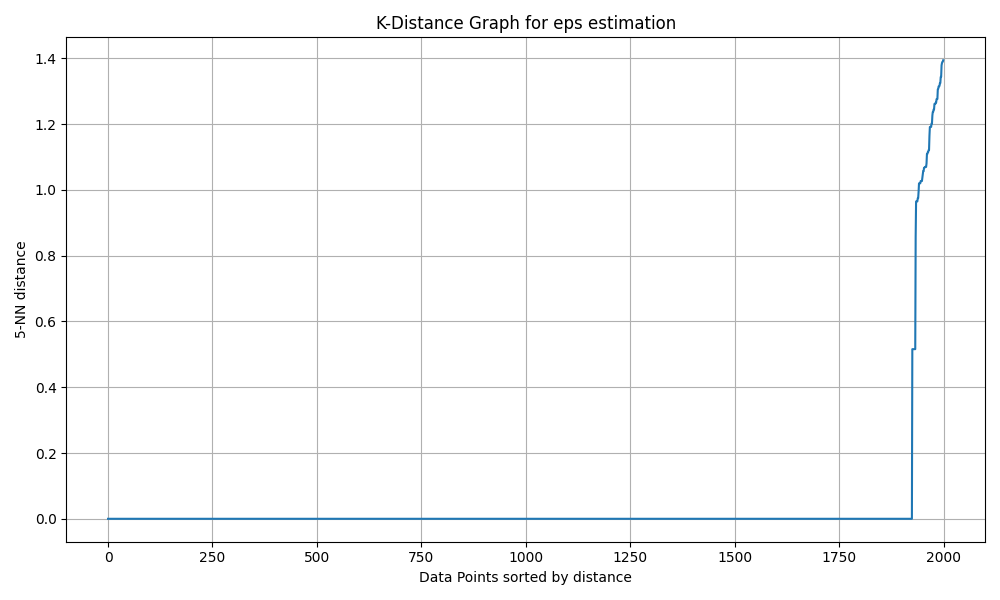 K-Distance Graph for eps estimation
1.4
1.2
1.0
0.8
0.6
0.4
0.2
0.0
5-NN distance
0 250 500 750 1000 1250 1500 1750 2000
Data Points sorted by distance